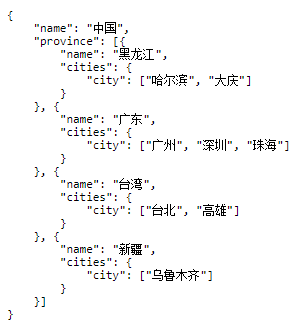 {
    "name": "中国",
    "province": [{
        "name": "黑龙江",
        "cities": {
            "city": ["哈尔滨", "大庆"]
        }
    }, {
        "name": "广东",
        "cities": {
            "city": ["广州", "深圳", "珠海"]
        }
    }, {
        "name": "台湾",
        "cities": {
            "city": ["台北", "高雄"]
        }
    }, {
        "name": "新疆",
        "cities": {
            "city": ["乌鲁木齐"]
        }
    }]
}